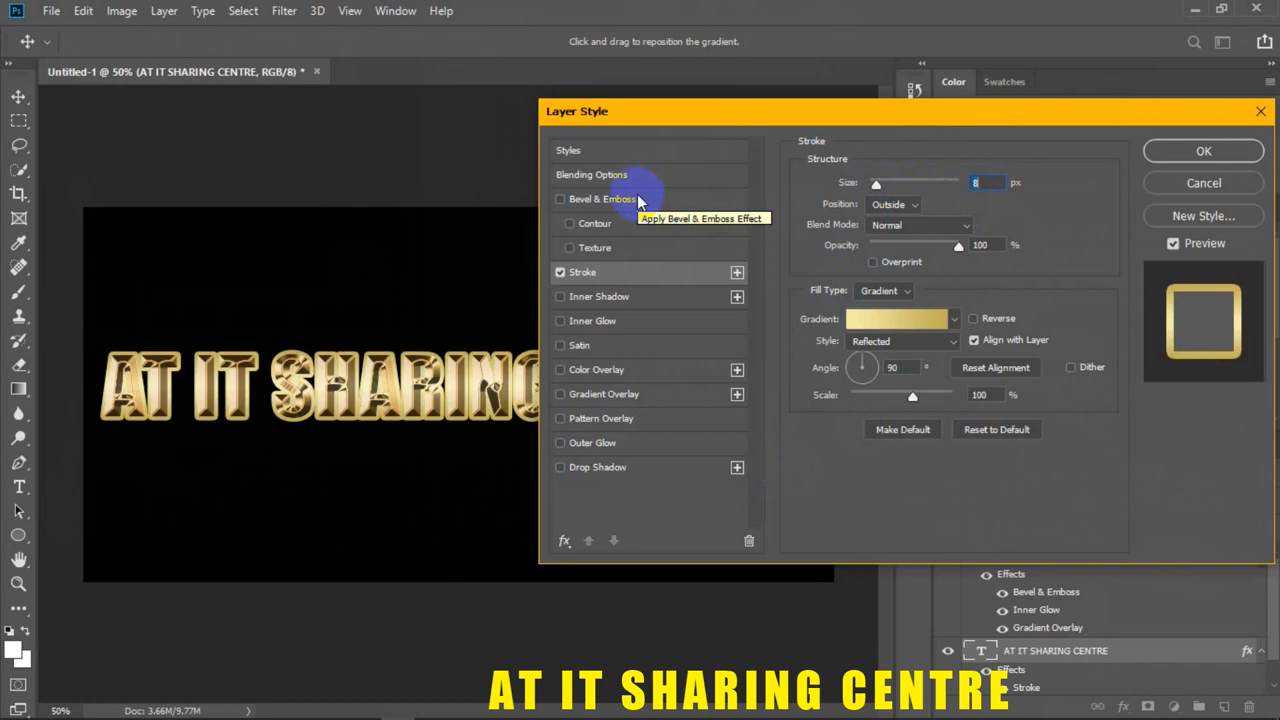 Ps File Edit Image Layer Type Select Filter 3D View Window Help
Click and drag to reposition the gradient.
Untitled-1 @ 50% (AT IT SHARING CENTRE, RGB/8) * ×
Color Swatches
Layer Style
Styles
Blending Options
Bevel & Emboss
Apply Bevel & Emboss Effect
Contour
Texture
Stroke
Inner Shadow
Inner Glow
Satin
Color Overlay
Gradient Overlay
Pattern Overlay
Outer Glow
Drop Shadow
fx
Stroke
Structure
Size: 8 px
Position: Outside
Blend Mode: Normal
Opacity: 100 %
Overprint
Fill Type: Gradient
Gradient: Reverse
Style: Reflected Align with Layer
Angle: 90 ° Reset Alignment Dither
Scale: 100 %
Make Default Reset to Default
OK
Cancel
New Style...
Preview
AT IT SHARING
Effects
Bevel & Emboss
Inner Glow
Gradient Overlay
T AT IT SHARING CENTRE fx
Effects
Stroke
AT IT SHARING CENTRE
50% Doc: 3.66M/9.77M
fx